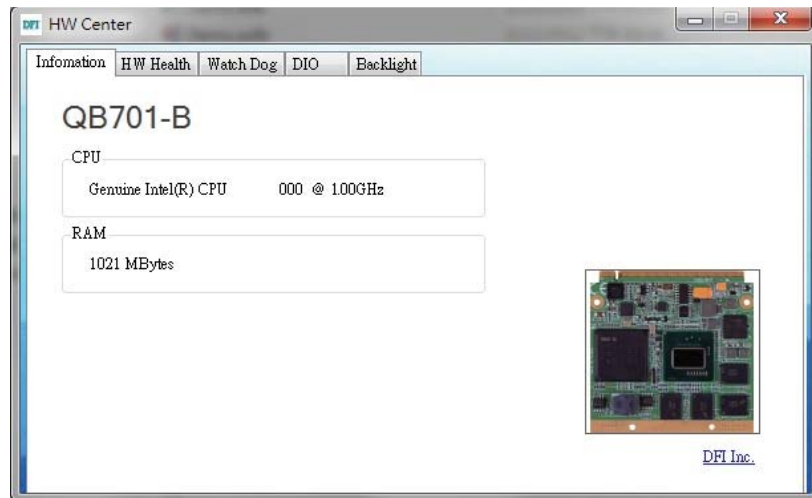 DFI HW Center
Infomation HW Health Watch Dog DIO Backlight
QB701-B
CPU
Genuine Intel(R) CPU 000 @ 1.00GHz
RAM
1021 MBytes
DFI Inc.